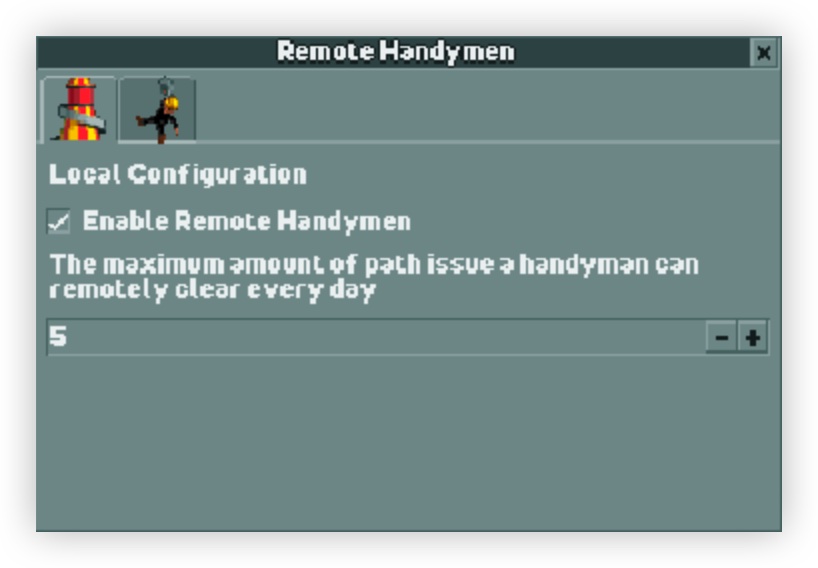 Remote Handymen
Local Configuration
Enable Remote Handymen
The maximum amount of path issue a handyman can
remotely clear every day
5